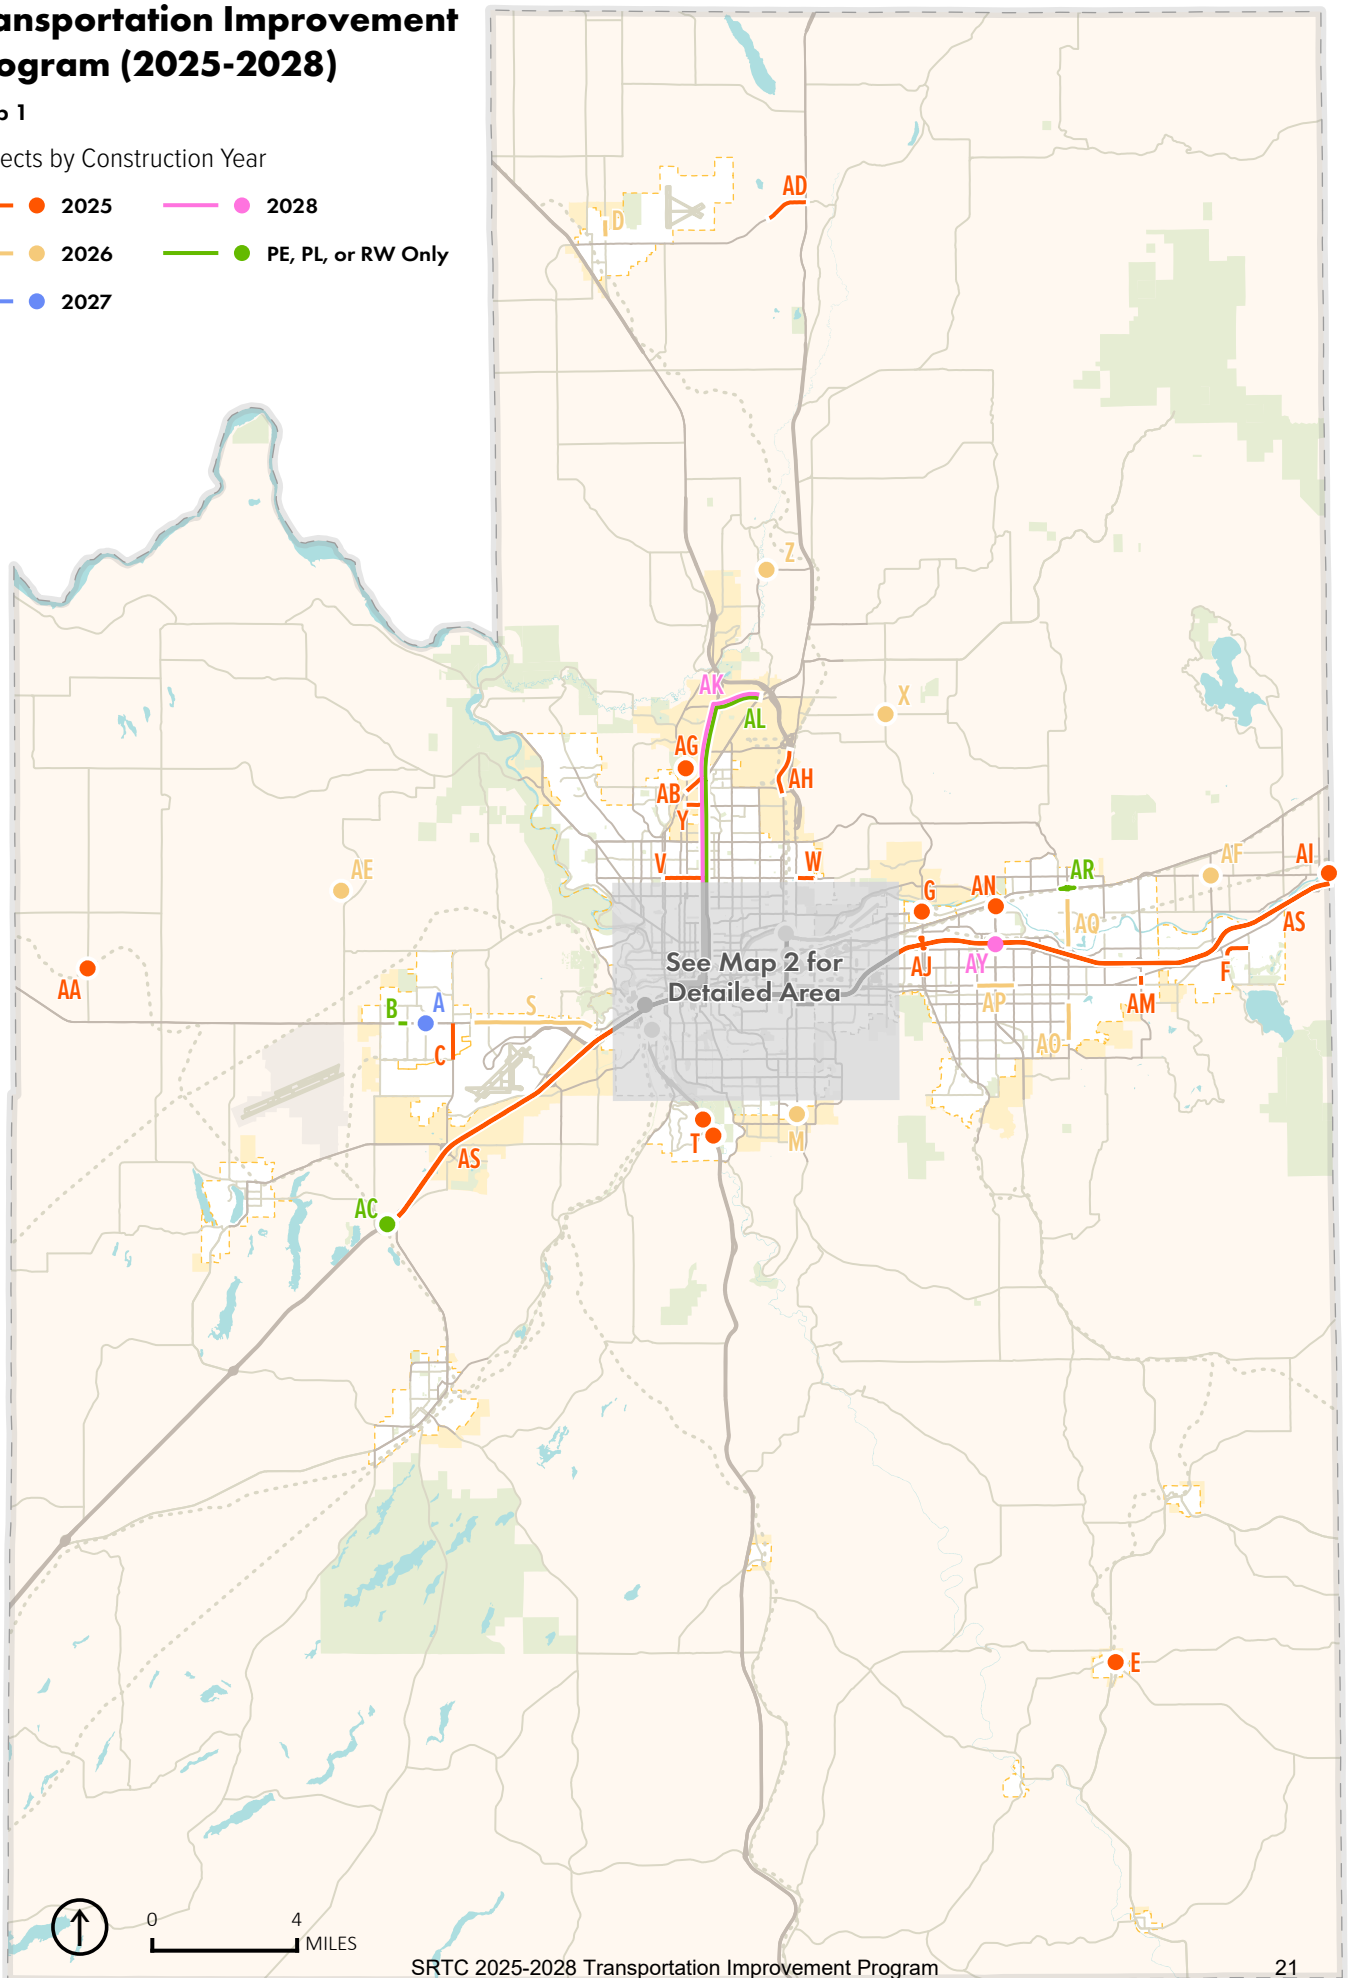 ansportation Improvement
ogram (2025-2028)
p 1
ects by Construction Year
2025
2028
2026
PE, PL, or RW Only
2027
AD
D
Z
AK
X
AL
AG
AH
AB
Y
V
W
AE
AF
AI
AR
G
AN
AQ
AS
See Map 2 for
Detailed Area
AJ
AY
F
AA
B
A
S
AP
AM
C
AO
T
M
AS
AC
E
0
4
MILES
SRTC 2025-2028 Transportation Improvement Program
21